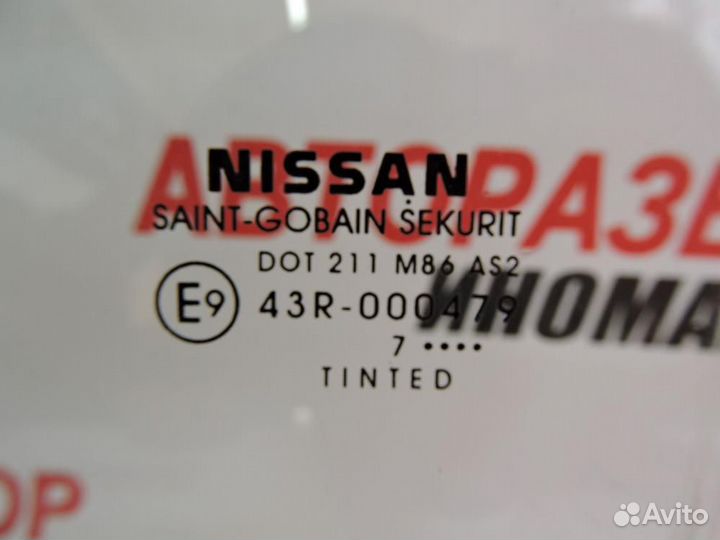 АВТОРАЗБ
NISSAN
SAINT-GOBAIN SEKURIT
DOT 211 M86 AS2
E9 43R-000479
ИНОМА
7 ••••
TINTED
ОР
Avito